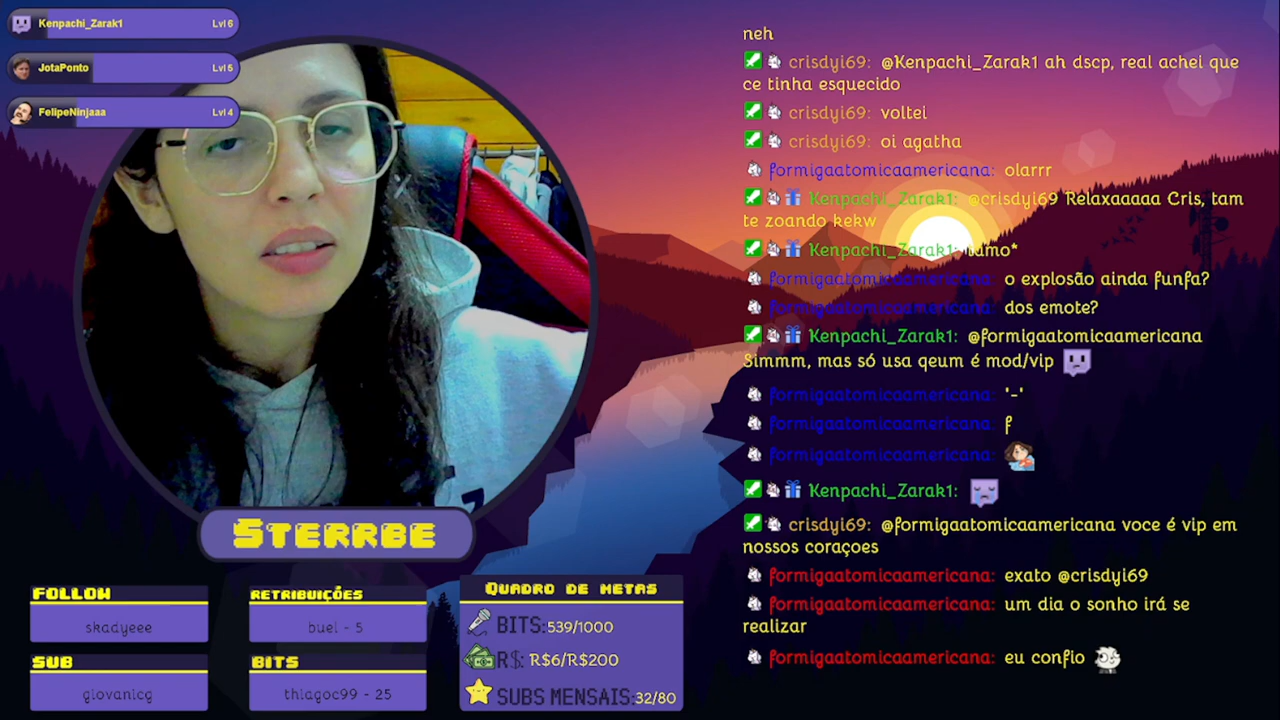 Kenpachi_Zarak1 Lvl 6
JotaPonto Lvl 5
FelipeNinjaaa Lvl 4
STERRBE
FOLLOW
skadyeee
RETRIBUIÇÕES
buel - 5
SUB
giovanicg
BITS
thiagoc99 - 25
QUADRO DE METAS
BITS:539/1000
R$: R$6/R$200
SUBS MENSAIS:32/80
neh
crisdyi69: @Kenpachi_Zarak1 ah dscp, real achei que
ce tinha esquecido
crisdyi69: voltei
crisdyi69: oi agatha
formigaatomicaamericana: olarrr
Kenpachi_Zarak1: @crisdyi69 Relaxaaaaa Cris, tam
te zoando kekw
Kenpachi_Zarak1: tamo*
formigaatomicaamericana: o explosão ainda funfa?
formigaatomicaamericana: dos emote?
Kenpachi_Zarak1: @formigaatomicaamericana
Simmm, mas só usa qeum é mod/vip
formigaatomicaamericana: '-'
formigaatomicaamericana: f
formigaatomicaamericana:
Kenpachi_Zarak1:
crisdyi69: @formigaatomicaamericana voce é vip em
nossos coraçoes
formigaatomicaamericana: exato @crisdyi69
formigaatomicaamericana: um dia o sonho irá se
realizar
formigaatomicaamericana: eu confio